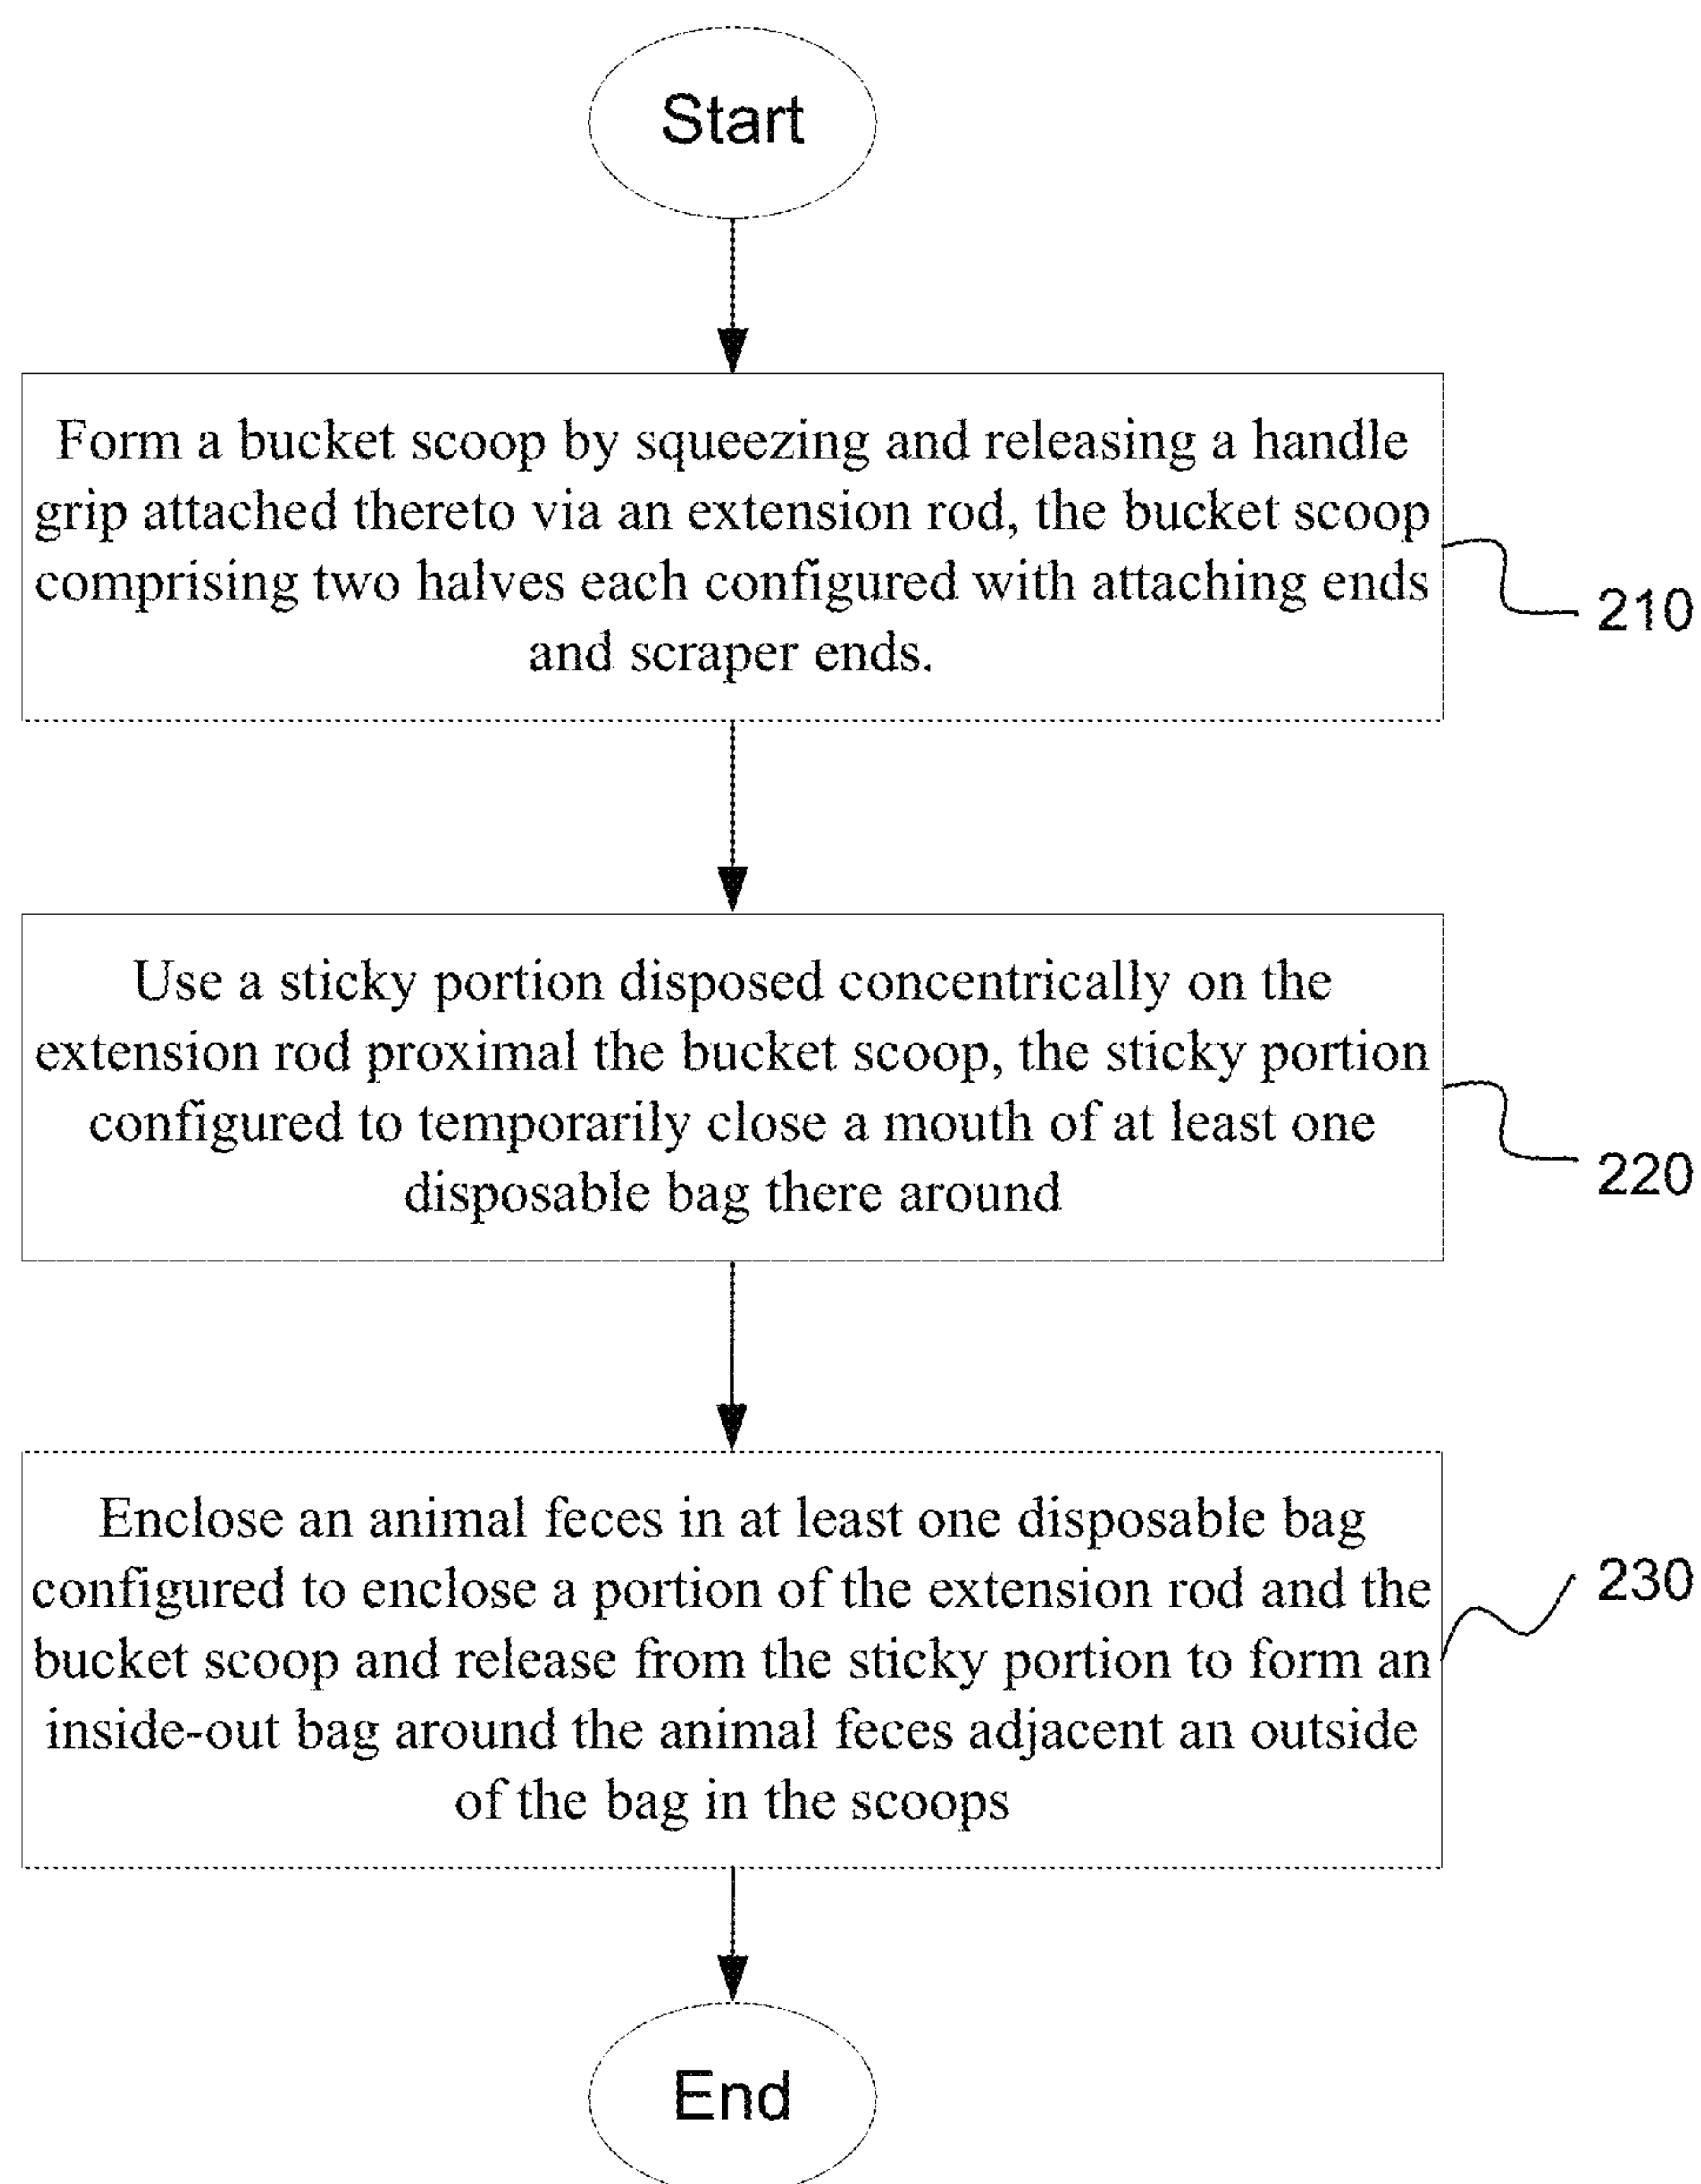 Start
Form a bucket scoop by squeezing and releasing a handle
grip attached thereto via an extension rod, the bucket scoop
comprising two halves each configured with attaching ends
and scraper ends.
210
Use a sticky portion disposed concentrically on the
extension rod proximal the bucket scoop, the sticky portion
configured to temporarily close a mouth of at least one
disposable bag there around
220
Enclose an animal feces in at least one disposable bag
configured to enclose a portion of the extension rod and the
bucket scoop and release from the sticky portion to form an
inside-out bag around the animal feces adjacent an outside
of the bag in the scoops
230
End